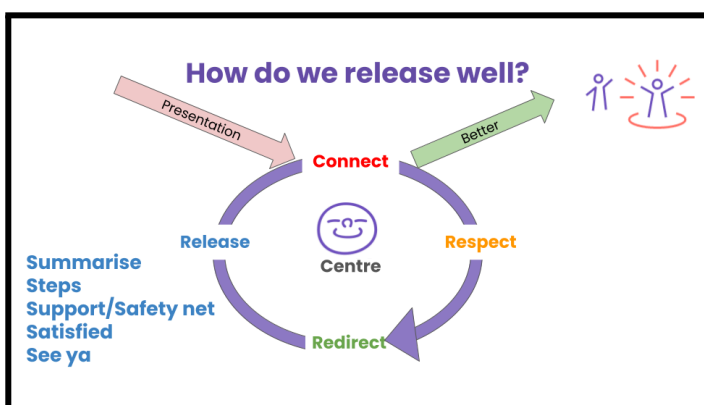 How do we release well?
Presentation
Better
Connect
Release
Respect
Centre
Summarise
Steps
Support/Safety net
Satisfied
See ya
Redirect